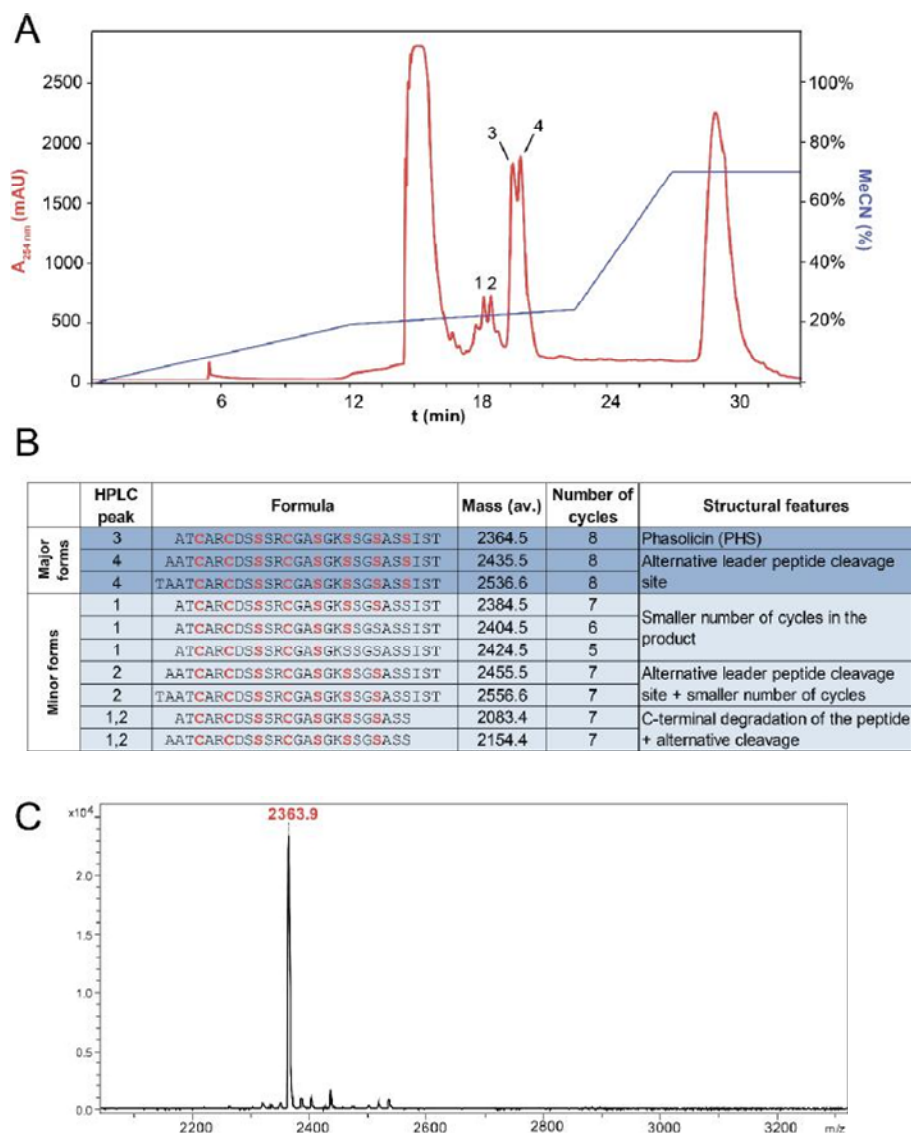 A
2500
2000
1500
1000
500
0
A254 nm (mAU)
100%
80%
60%
40%
20%
MeCN (%)
3
4
1 2
6
12
18
24
30
t (min)
B
HPLC peak
Formula
Mass (av.)
Number of cycles
Structural features
Major forms
3 ATCARCDSSSRCGASGKSSGSASSIST 2364.5 8 Phasolicin (PHS)
4 AATCARCDSSSRCGASGKSSGSASSIST 2435.5 8 Alternative leader peptide cleavage
4 TAATCARCDSSSRCGASGKSSGSASSIST 2536.6 8 site
Minor forms
1 ATCARCDSSSRCGASGKSSGSASSIST 2384.5 7 Smaller number of cycles in the
1 ATCARCDSSSRCGASGKSSGSASSIST 2404.5 6 product
1 ATCARCDSSSRCGASGKSSGSASSIST 2424.5 5
2 AATCARCDSSSRCGASGKSSGSASSIST 2455.5 7 Alternative leader peptide cleavage
2 TAATCARCDSSSRCGASGKSSGSASSIST 2556.6 7 site + smaller number of cycles
1,2 ATCARCDSSSRCGASGKSSGSASS 2083.4 7 C-terminal degradation of the peptide
1,2 AATCARCDSSSRCGASGKSSGSASS 2154.4 7 + alternative cleavage
C
x10⁴
2363.9
2.0
1.5
1.0
0.5
0.0
2200
2400
2600
2800
3000
3200
m/z